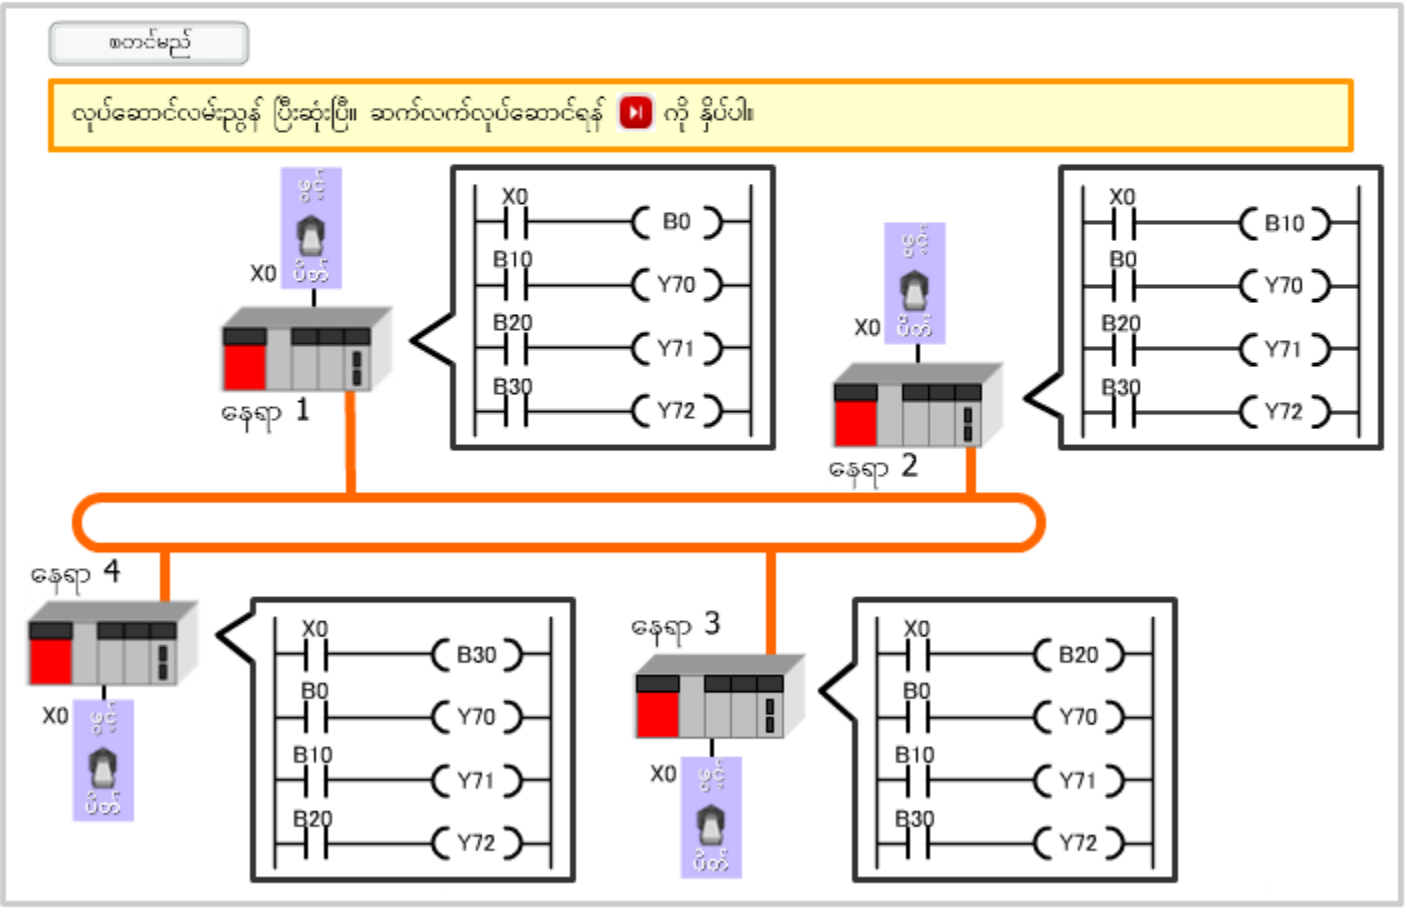 စတင်မည်
လုပ်ဆောင်လမ်းညွှန် ပြီးဆုံးပြီ။ ဆက်လက်လုပ်ဆောင်ရန် ကို နှိပ်ပါ။
ဖွင့်
X0
ပိတ်
နေရာ 1
X0
B0
B10
Y70
B20
Y71
B30
Y72
ဖွင့်
X0
ပိတ်
နေရာ 2
X0
B10
B0
Y70
B20
Y71
B30
Y72
နေရာ 4
X0
ဖွင့်
ပိတ်
X0
B30
B0
Y70
B10
Y71
B20
Y72
နေရာ 3
X0
ဖွင့်
ပိတ်
X0
B20
B0
Y70
B10
Y71
B30
Y72